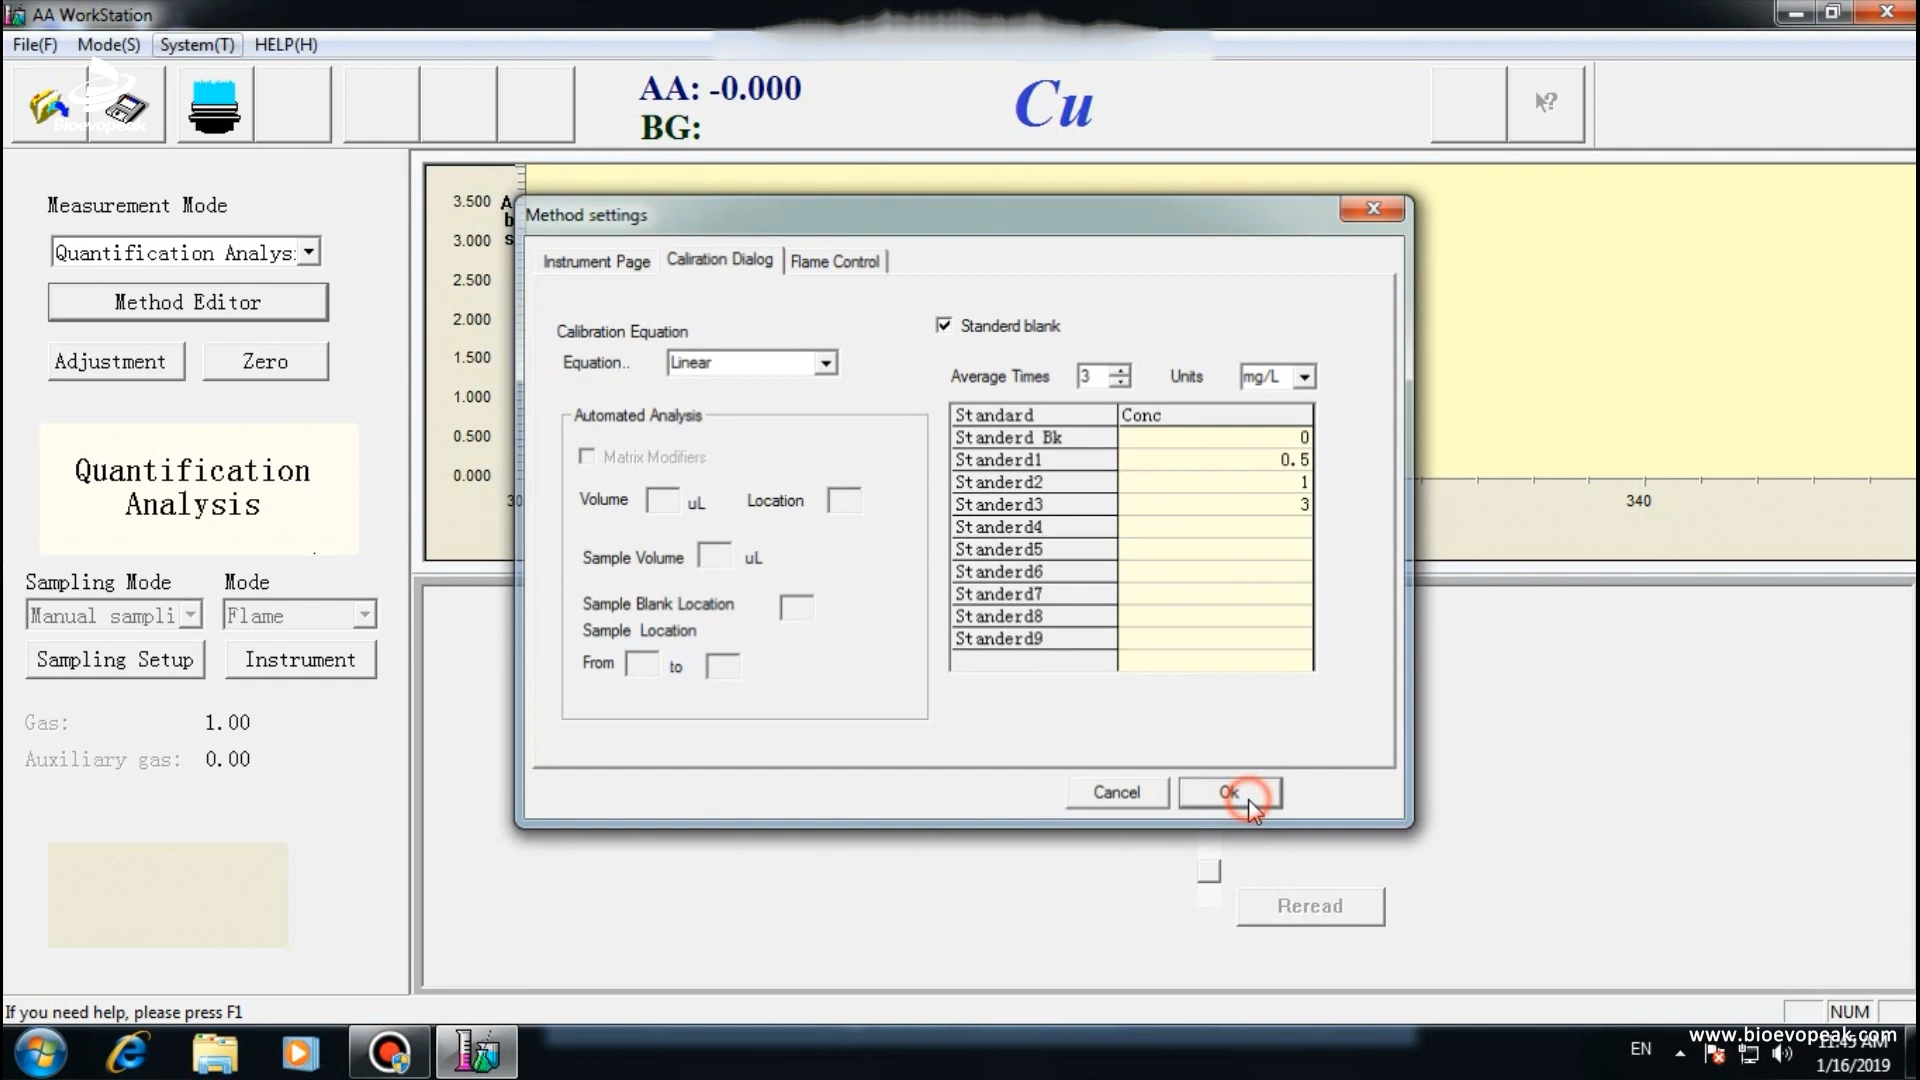 AA WorkStation
File(F) Mode(S) System(T) HELP(H)
Bioevopeak
AA: -0.000
BG:
Cu
Measurement Mode
Quantification Analys
Method Editor
Adjustment Zero
Quantification
Analysis
Sampling Mode Mode
Manual sampli Flame
Sampling Setup Instrument
Gas: 1.00
Auxiliary gas: 0.00
3.500
3.000
2.500
2.000
1.500
1.000
0.500
0.000
A
b
s
30
340
Method settings
Instrument Page Caliration Dialog Flame Control
Calibration Equation
Equation.. Linear
Automated Analysis
Matrix Modifiers
Volume uL Location
Sample Volume uL
Sample Blank Location
Sample Location
From to
Standerd blank
Average Times 3 Units mg/L
Standard Conc
Standerd Bk 0
Standerd1 0.5
Standerd2 1
Standerd3 3
Standerd4
Standerd5
Standerd6
Standerd7
Standerd8
Standerd9
Cancel Ok
Reread
If you need help, please press F1
NUM
www.bioevopeak.com
EN 11:45 AM
1/16/2019